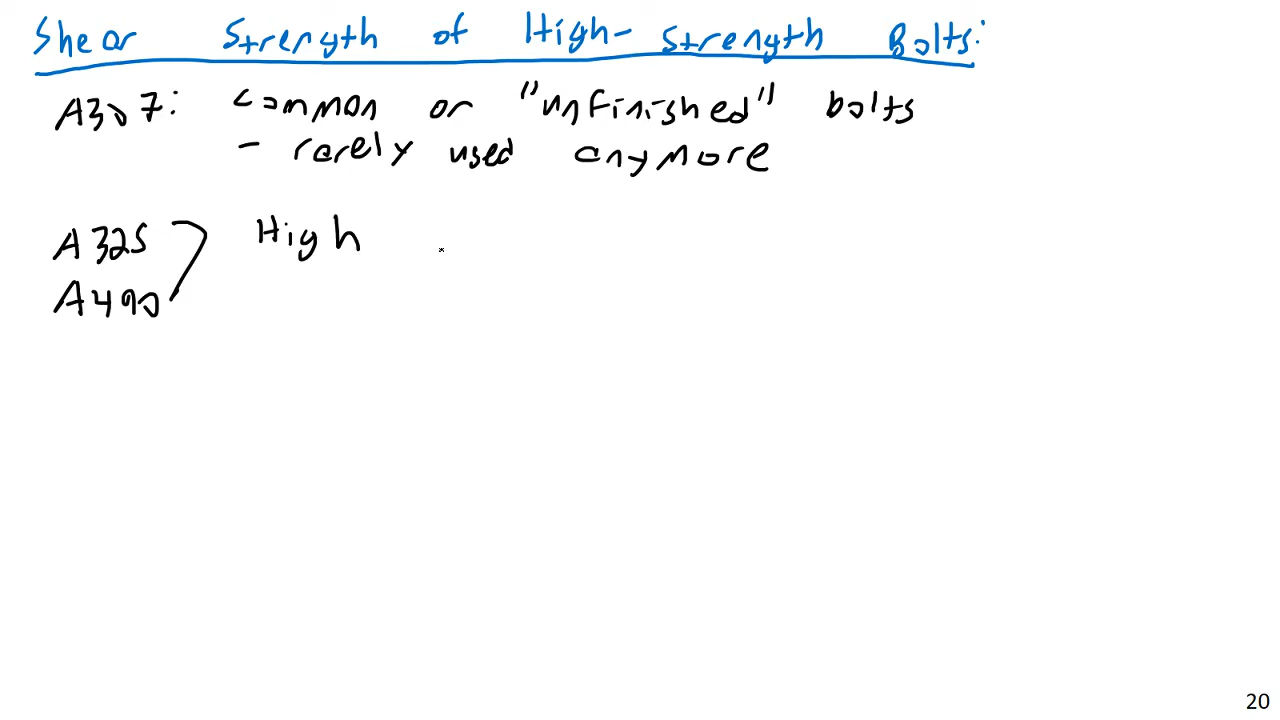 Shear Strength of High-Strength Bolts:
A307: common or "unfinished" bolts
- rarely used anymore
A325 High
A490
20